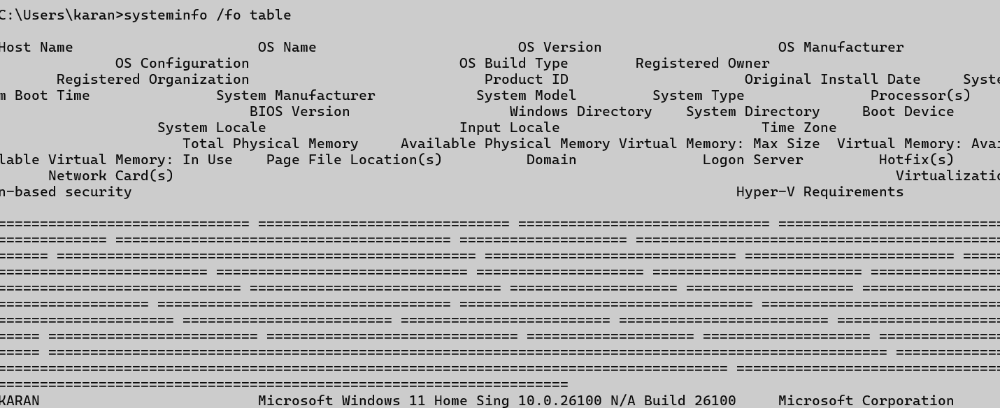 C:\Users\karan>systeminfo /fo table
Host Name OS Name OS Version OS Manufacturer
OS Configuration OS Build Type Registered Owner
Registered Organization Product ID Original Install Date Syste
m Boot Time System Manufacturer System Model System Type Processor(s)
BIOS Version Windows Directory System Directory Boot Device
System Locale Input Locale Time Zone
Total Physical Memory Available Physical Memory Virtual Memory: Max Size Virtual Memory: Avai
lable Virtual Memory: In Use Page File Location(s) Domain Logon Server Hotfix(s)
Network Card(s) Virtualizatio
n-based security Hyper-V Requirements
============================== ============================== ============================== ===========================
============= ======================================== ==================== ============================================
====== ================================================== ============================== ========================= =====
========================= ============================== ==================== ========================= ================
============================= ============================== ==================== ==================== =================
================== =================================== =================================== =============================
===================== ========================= ========================= ========================= ====================
===== ========================= ============================== ==================== ==================== ===============
===== ==================================================================================================== =============
======================================================================================= ================================
====================================================================
KARAN Microsoft Windows 11 Home Sing 10.0.26100 N/A Build 26100 Microsoft Corporation